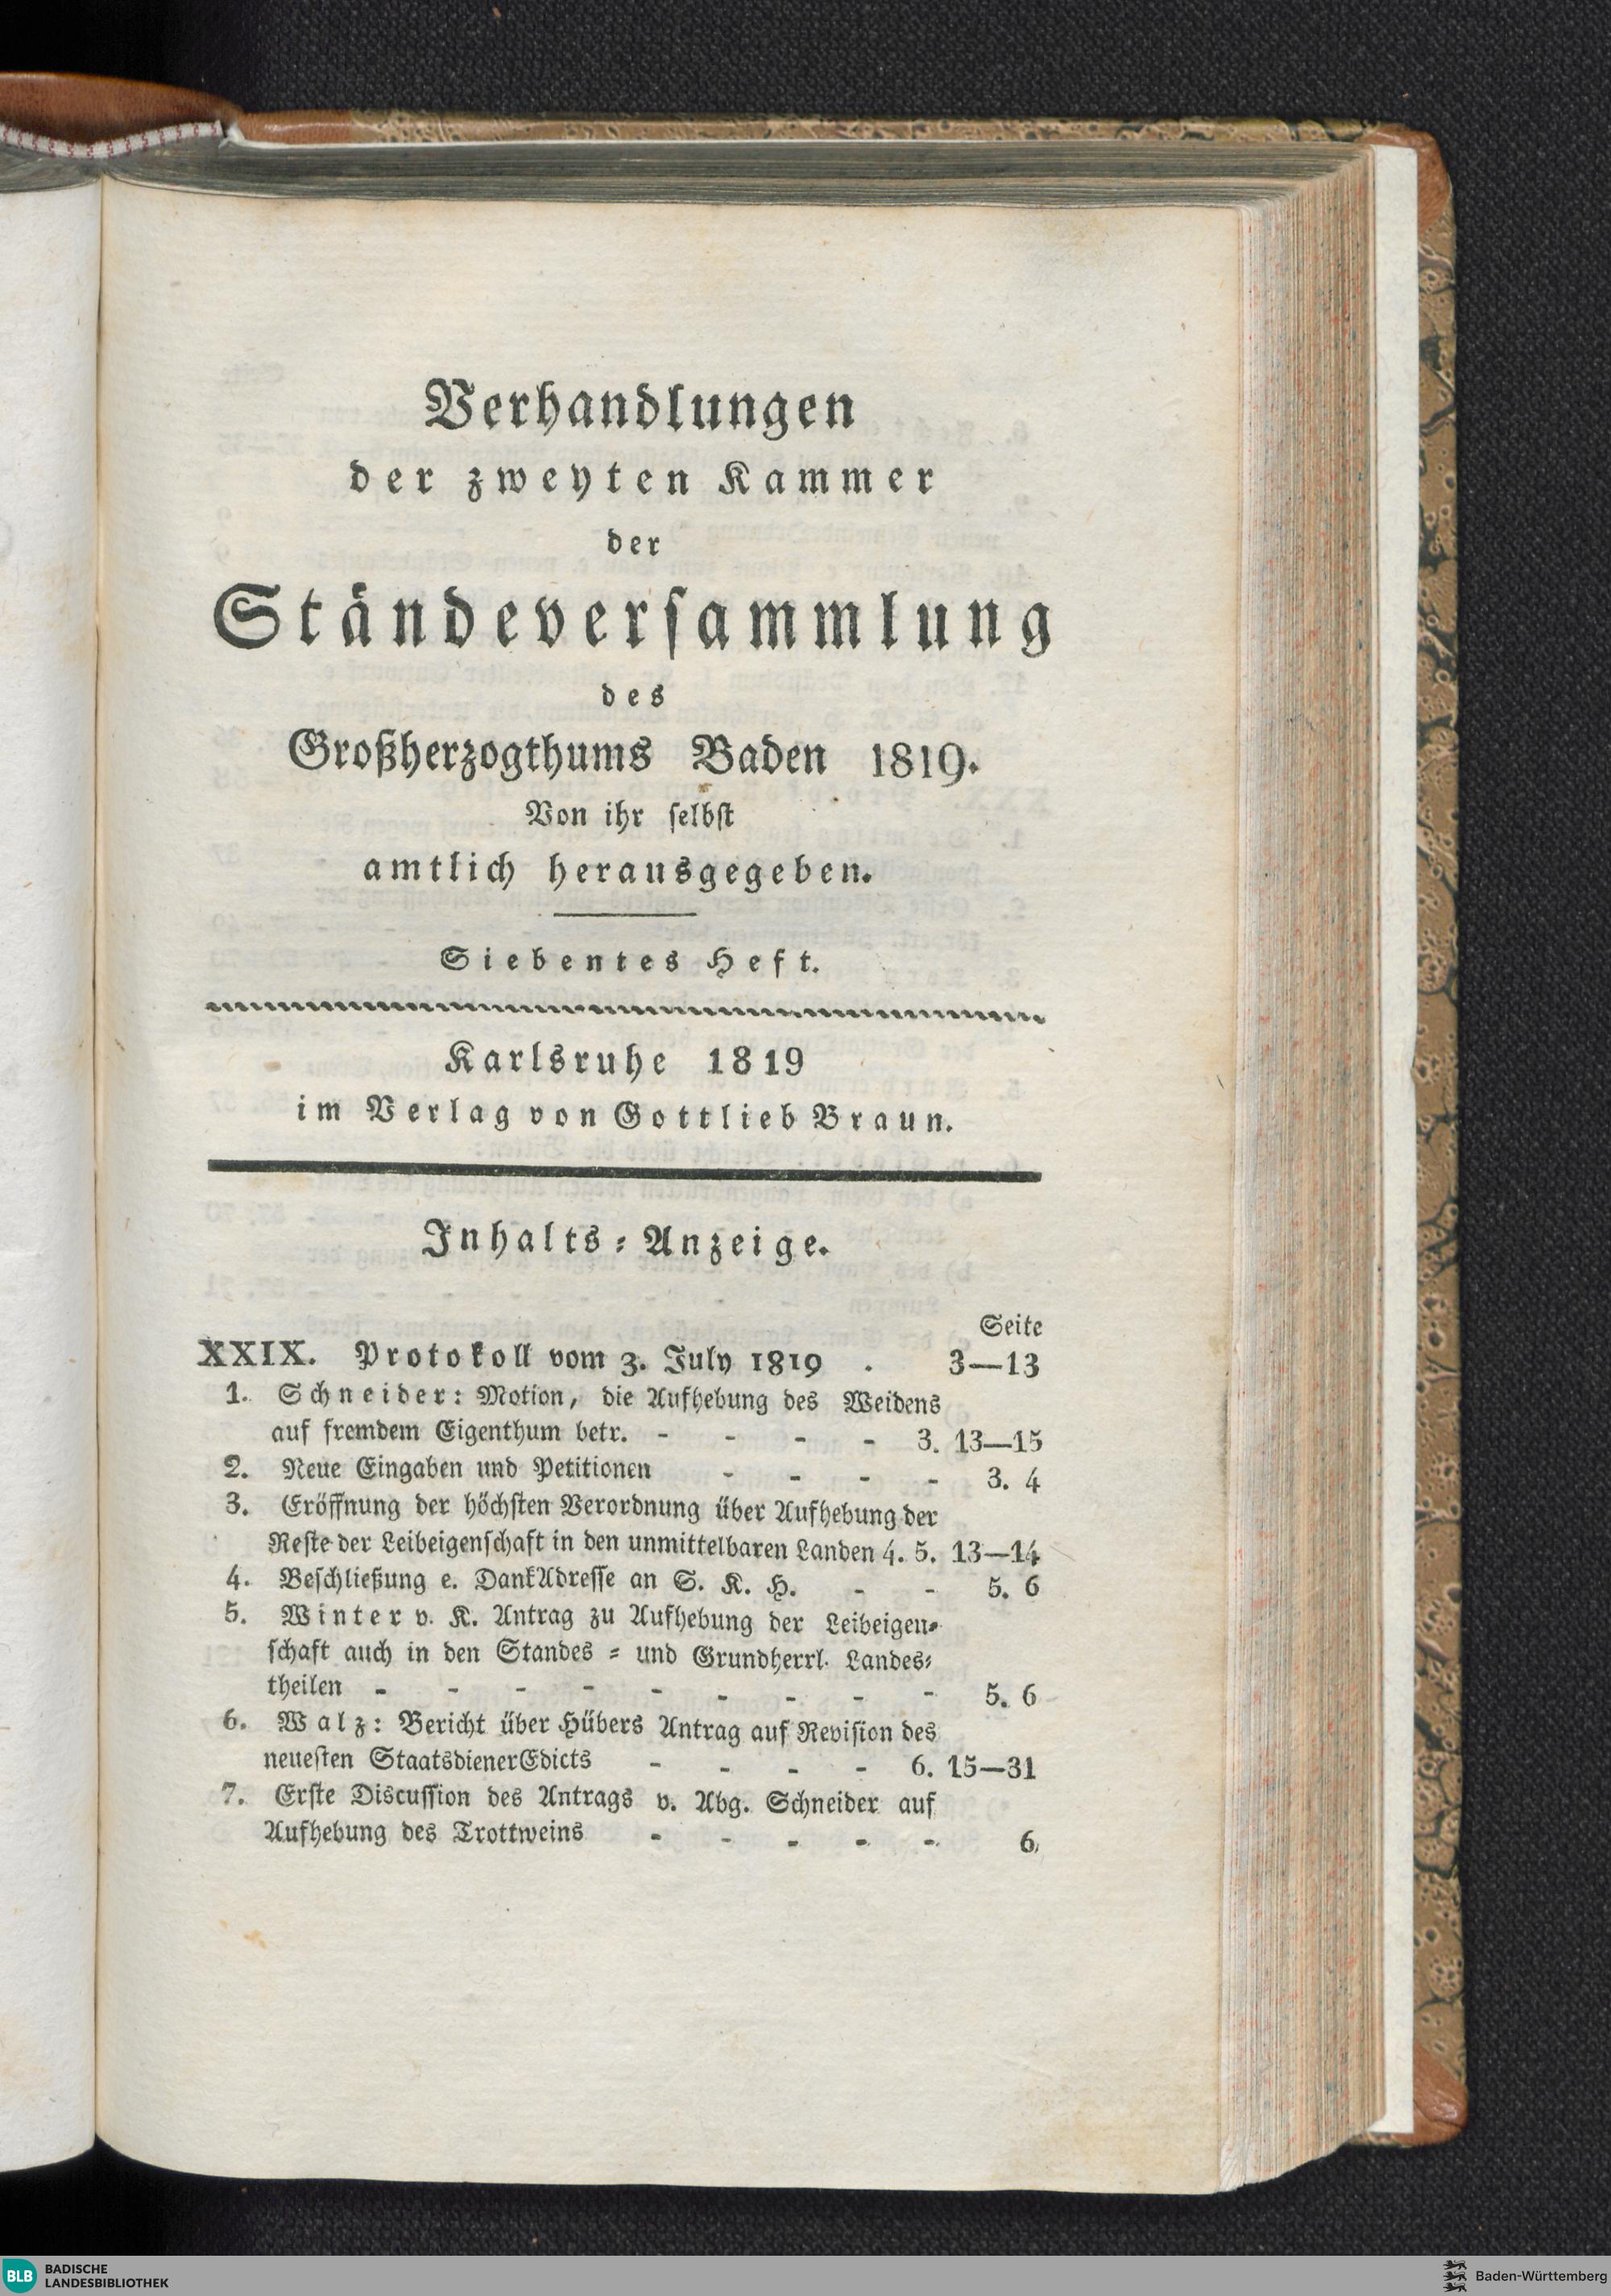 Verhandlungen
der zweyten Kammer
der
Ständeverſammlung
des
Großherzogthums Baden 1819.
Von ihr ſelbſt
amtlich herausgegeben.
Siebentes Heft.
Karlsruhe 1819
im Verlag von Gottlieb Braun.
Inhalts-Anzeige.
Seite
XXIX. Protokoll vom 3. July 1819 . 3—13
1. Schneider: Motion, die Aufhebung des Weidens
auf fremdem Eigenthum betr. - - - - 3. 13—15
2. Neue Eingaben und Petitionen - - - - 3. 4
3. Eröffnung der höchſten Verordnung über Aufhebung der
Reſte der Leibeigenſchaft in den unmittelbaren Landen 4. 5. 13—14
4. Beſchließung e. DankAdreſſe an S. K. H. - - 5. 6
5. Winter v. K. Antrag zu Aufhebung der Leibeigen-
ſchaft auch in den Standes - und Grundherrl. Landes-
theilen - - - - - - - - - 5. 6
6. Walz: Bericht über Hübers Antrag auf Reviſion des
neueſten StaatsdienerEdicts - - - - 6. 15—31
7. Erſte Discuſſion des Antrags v. Abg. Schneider auf
Aufhebung des Trottweins - - - - - 6
BLB BADISCHE
LANDESBIBLIOTHEK
Baden-Württemberg